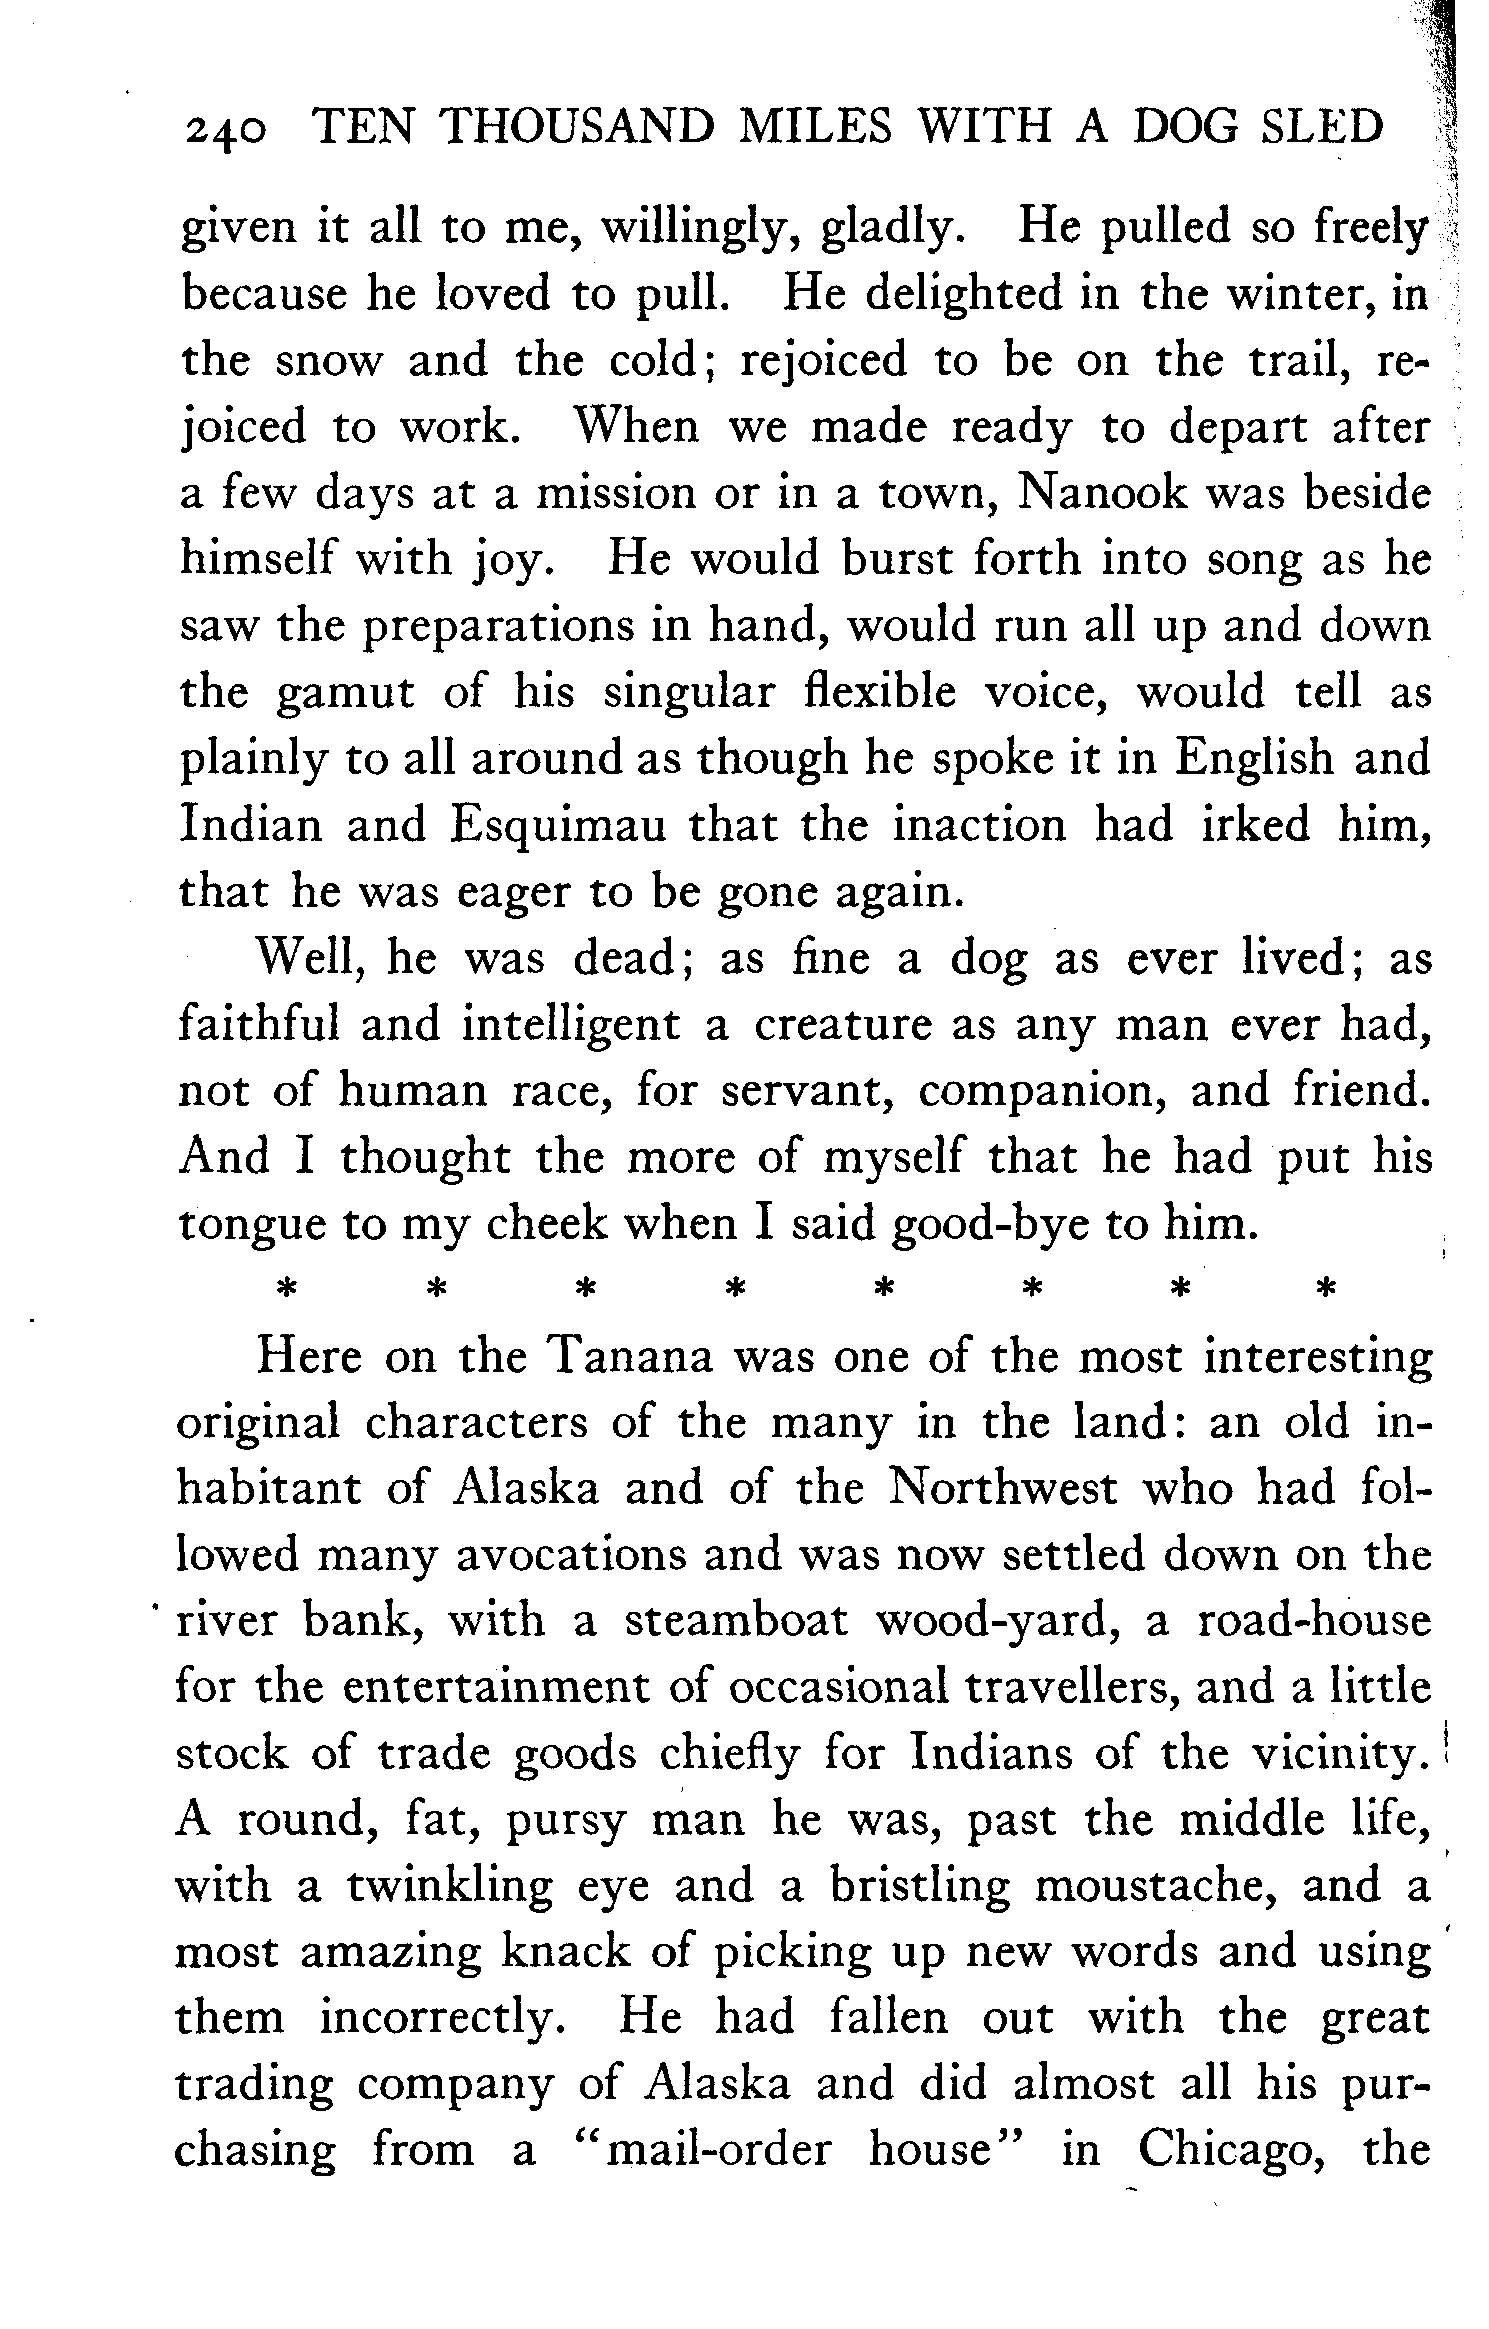 240 TEN THOUSAND MILES WITH A DOG SLED
given it all to me, willingly, gladly. He pulled so freely
because he loved to pull. He delighted in the winter, in
the snow and the cold; rejoiced to be on the trail, re-
joiced to work. When we made ready to depart after
a few days at a mission or in a town, Nanook was beside
himself with joy. He would burst forth into song as he
saw the preparations in hand, would run all up and down
the gamut of his singular flexible voice, would tell as
plainly to all around as though he spoke it in English and
Indian and Esquimau that the inaction had irked him,
that he was eager to be gone again.
Well, he was dead; as fine a dog as ever lived; as
faithful and intelligent a creature as any man ever had,
not of human race, for servant, companion, and friend.
And I thought the more of myself that he had put his
tongue to my cheek when I said good-bye to him.
* * * * * * * *
Here on the Tanana was one of the most interesting
original characters of the many in the land: an old in-
habitant of Alaska and of the Northwest who had fol-
lowed many avocations and was now settled down on the
river bank, with a steamboat wood-yard, a road-house
for the entertainment of occasional travellers, and a little
stock of trade goods chiefly for Indians of the vicinity.
A round, fat, pursy man he was, past the middle life,
with a twinkling eye and a bristling moustache, and a
most amazing knack of picking up new words and using
them incorrectly. He had fallen out with the great
trading company of Alaska and did almost all his pur-
chasing from a "mail-order house" in Chicago, the